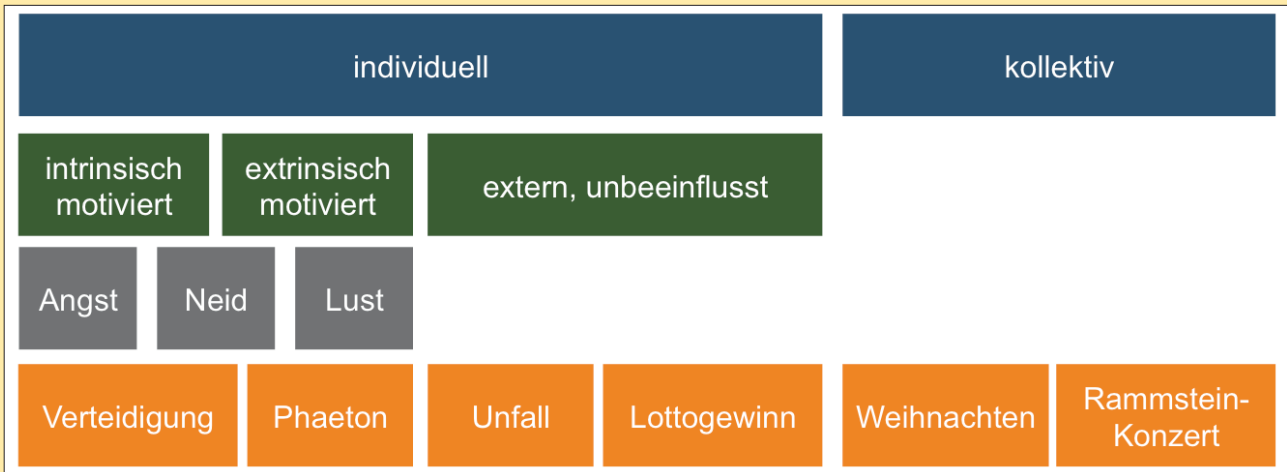 individuell
kollektiv
intrinsisch
motiviert
extrinsisch
motiviert
extern, unbeeinflusst
Angst
Neid
Lust
Verteidigung
Phaeton
Unfall
Lottogewinn
Weihnachten
Rammstein-
Konzert